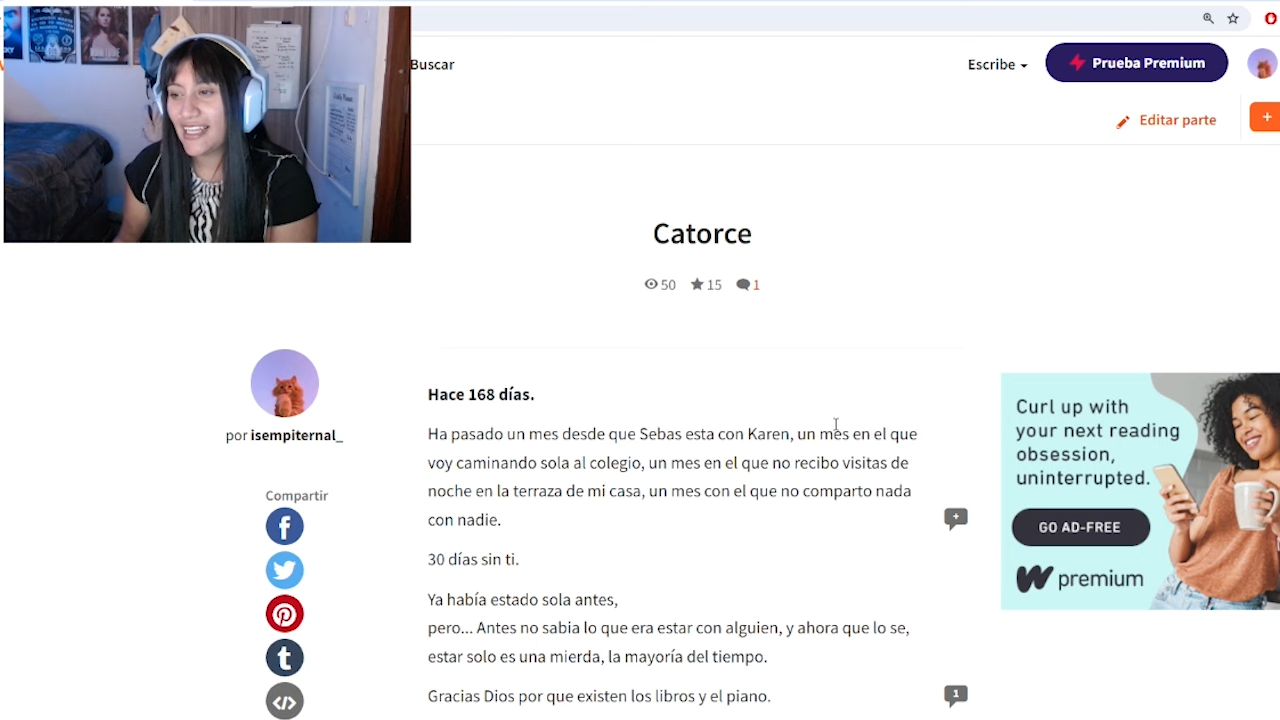 Buscar
Escribe
Prueba Premium
Editar parte
+
Catorce
50
15
1
por isempiternal_
Compartir
Hace 168 días.
Ha pasado un mes desde que Sebas esta con Karen, un mes en el que
voy caminando sola al colegio, un mes en el que no recibo visitas de
noche en la terraza de mi casa, un mes con el que no comparto nada
con nadie.
+
30 días sin ti.
Ya había estado sola antes,
pero... Antes no sabia lo que era estar con alguien, y ahora que lo se,
estar solo es una mierda, la mayoría del tiempo.
Gracias Dios por que existen los libros y el piano.
1
Curl up with
your next reading
obsession,
uninterrupted.
GO AD-FREE
premium